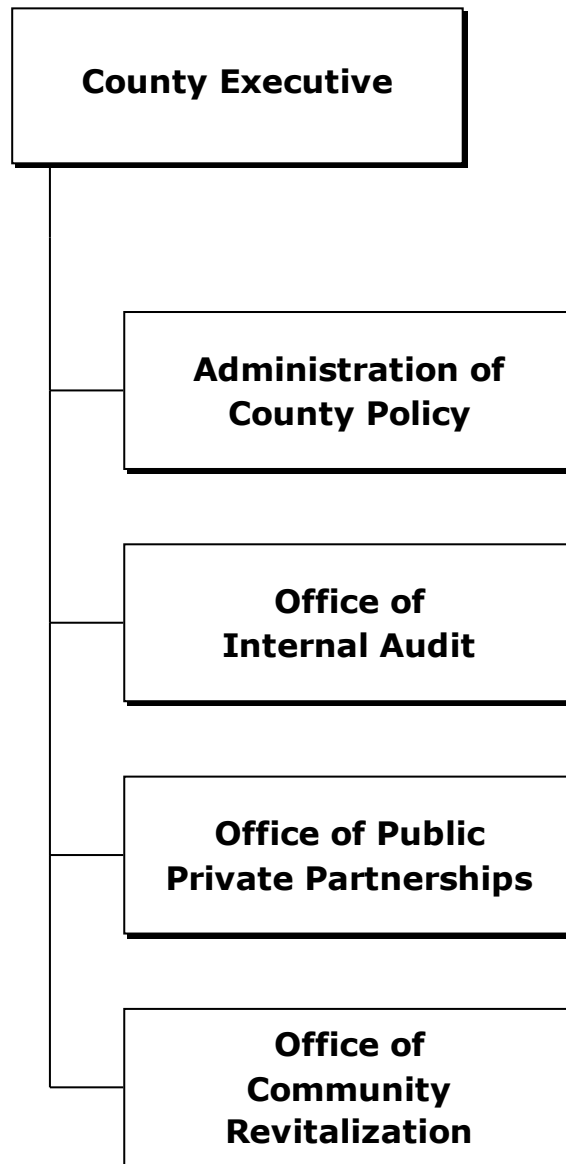 County Executive
Administration of
County Policy
Office of
Internal Audit
Office of Public
Private Partnerships
Office of
Community
Revitalization